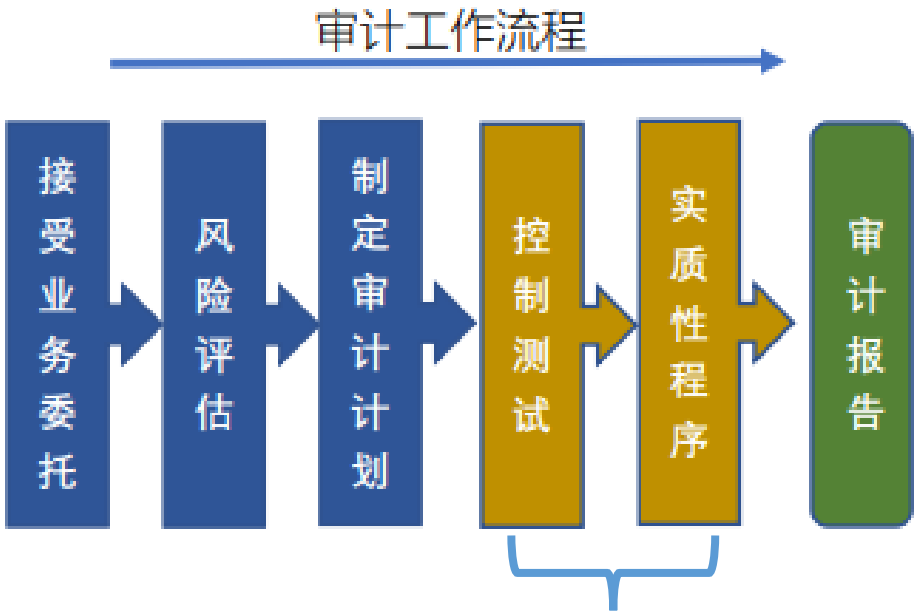 审计工作流程
接受业务委托
风险评估
制定审计计划
控制测试
实质性程序
审计报告